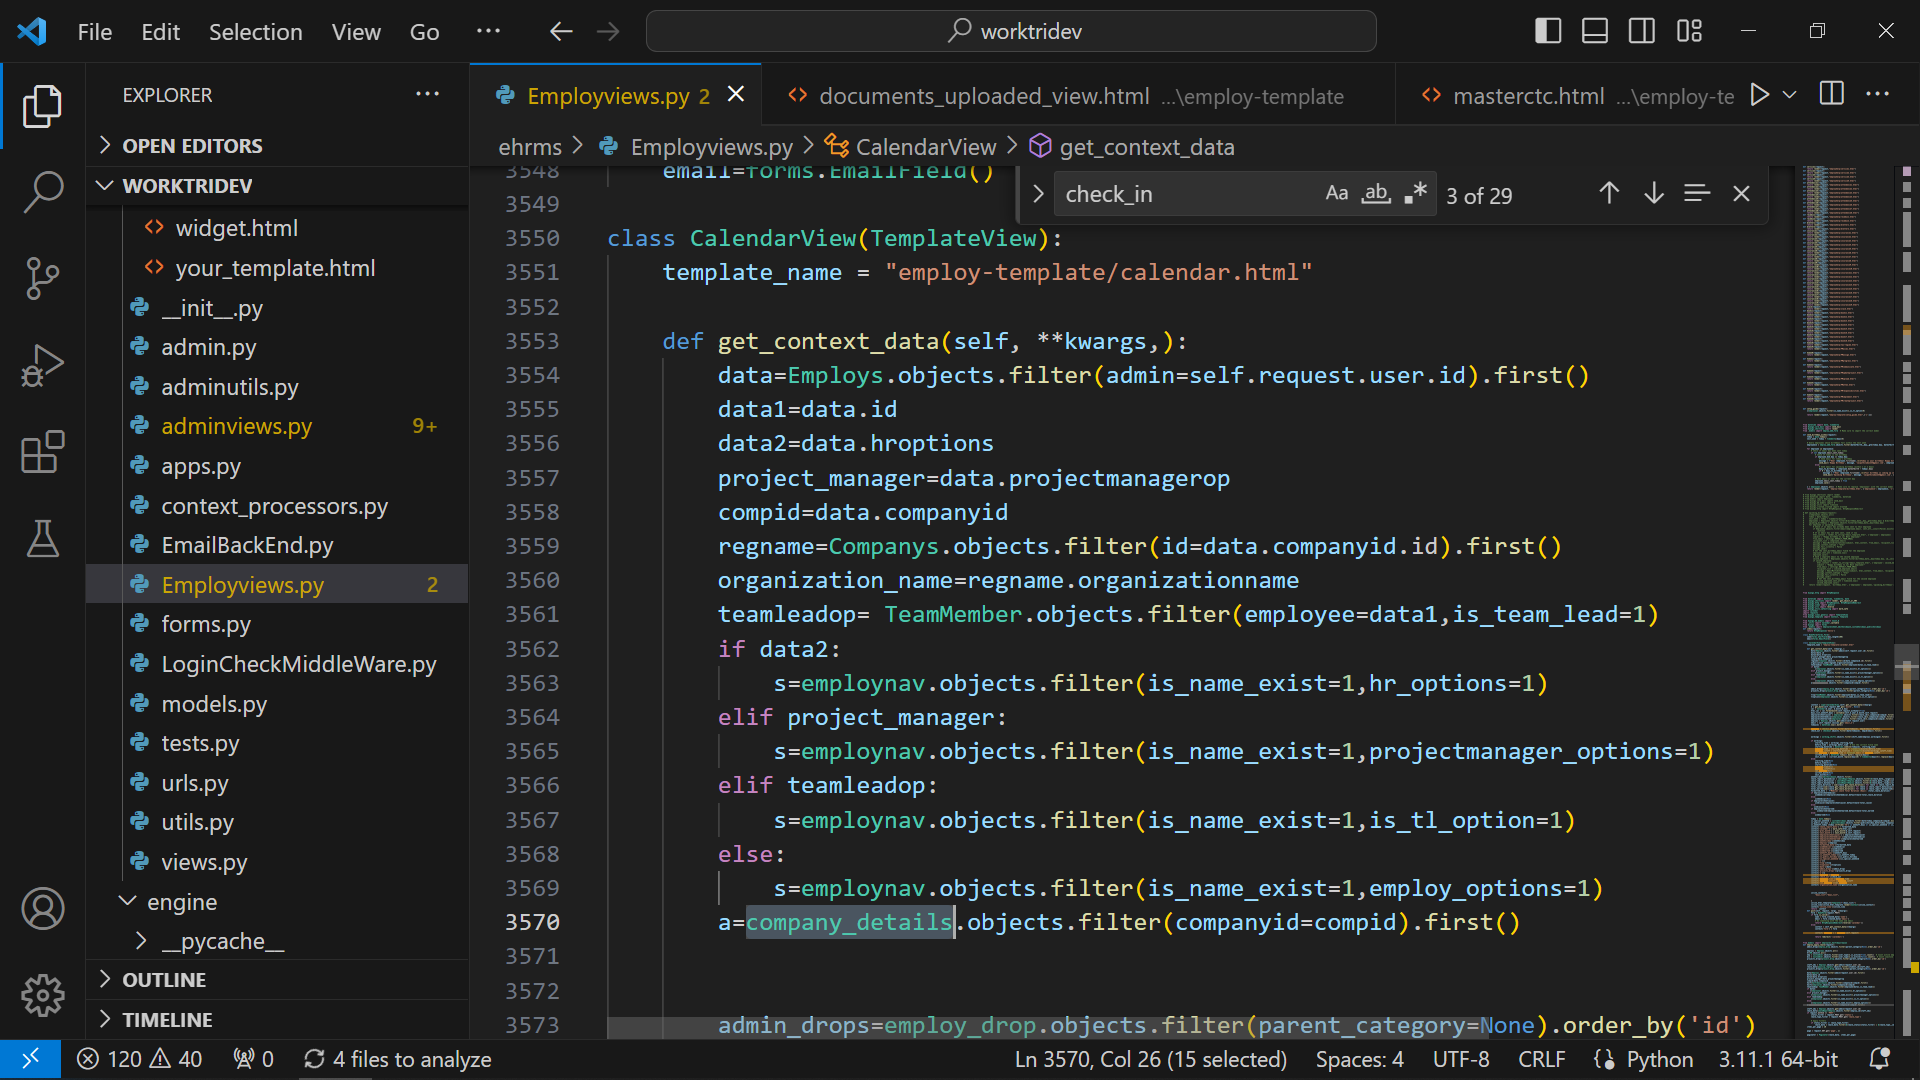 File Edit Selection View Go ··· worktridev
EXPLORER
OPEN EDITORS
WORKTRIDEV
widget.html
your_template.html
__init__.py
admin.py
adminutils.py
adminviews.py 9+
apps.py
context_processors.py
EmailBackEnd.py
Employviews.py 2
forms.py
LoginCheckMiddleWare.py
models.py
tests.py
urls.py
utils.py
views.py
engine
__pycache__
OUTLINE
TIMELINE
Employviews.py 2 documents_uploaded_view.html ...\employ-template masterctc.html ...\employ-te
ehrms > Employviews.py > CalendarView > get_context_data
check_in Aa ab 3 of 29
3548 email=forms.EmailField()
3549
3550 class CalendarView(TemplateView):
3551 template_name = "employ-template/calendar.html"
3552
3553 def get_context_data(self, **kwargs,):
3554 data=Employs.objects.filter(admin=self.request.user.id).first()
3555 data1=data.id
3556 data2=data.hroptions
3557 project_manager=data.projectmanagerop
3558 compid=data.companyid
3559 regname=Companys.objects.filter(id=data.companyid.id).first()
3560 organization_name=regname.organizationname
3561 teamleadop= TeamMember.objects.filter(employee=data1,is_team_lead=1)
3562 if data2:
3563 s=employnav.objects.filter(is_name_exist=1,hr_options=1)
3564 elif project_manager:
3565 s=employnav.objects.filter(is_name_exist=1,projectmanager_options=1)
3566 elif teamleadop:
3567 s=employnav.objects.filter(is_name_exist=1,is_tl_option=1)
3568 else:
3569 s=employnav.objects.filter(is_name_exist=1,employ_options=1)
3570 a=company_details.objects.filter(companyid=compid).first()
3571
3572
3573 admin_drops=employ_drop.objects.filter(parent_category=None).order_by('id')
120 40 0 4 files to analyze Ln 3570, Col 26 (15 selected) Spaces: 4 UTF-8 CRLF {} Python 3.11.1 64-bit